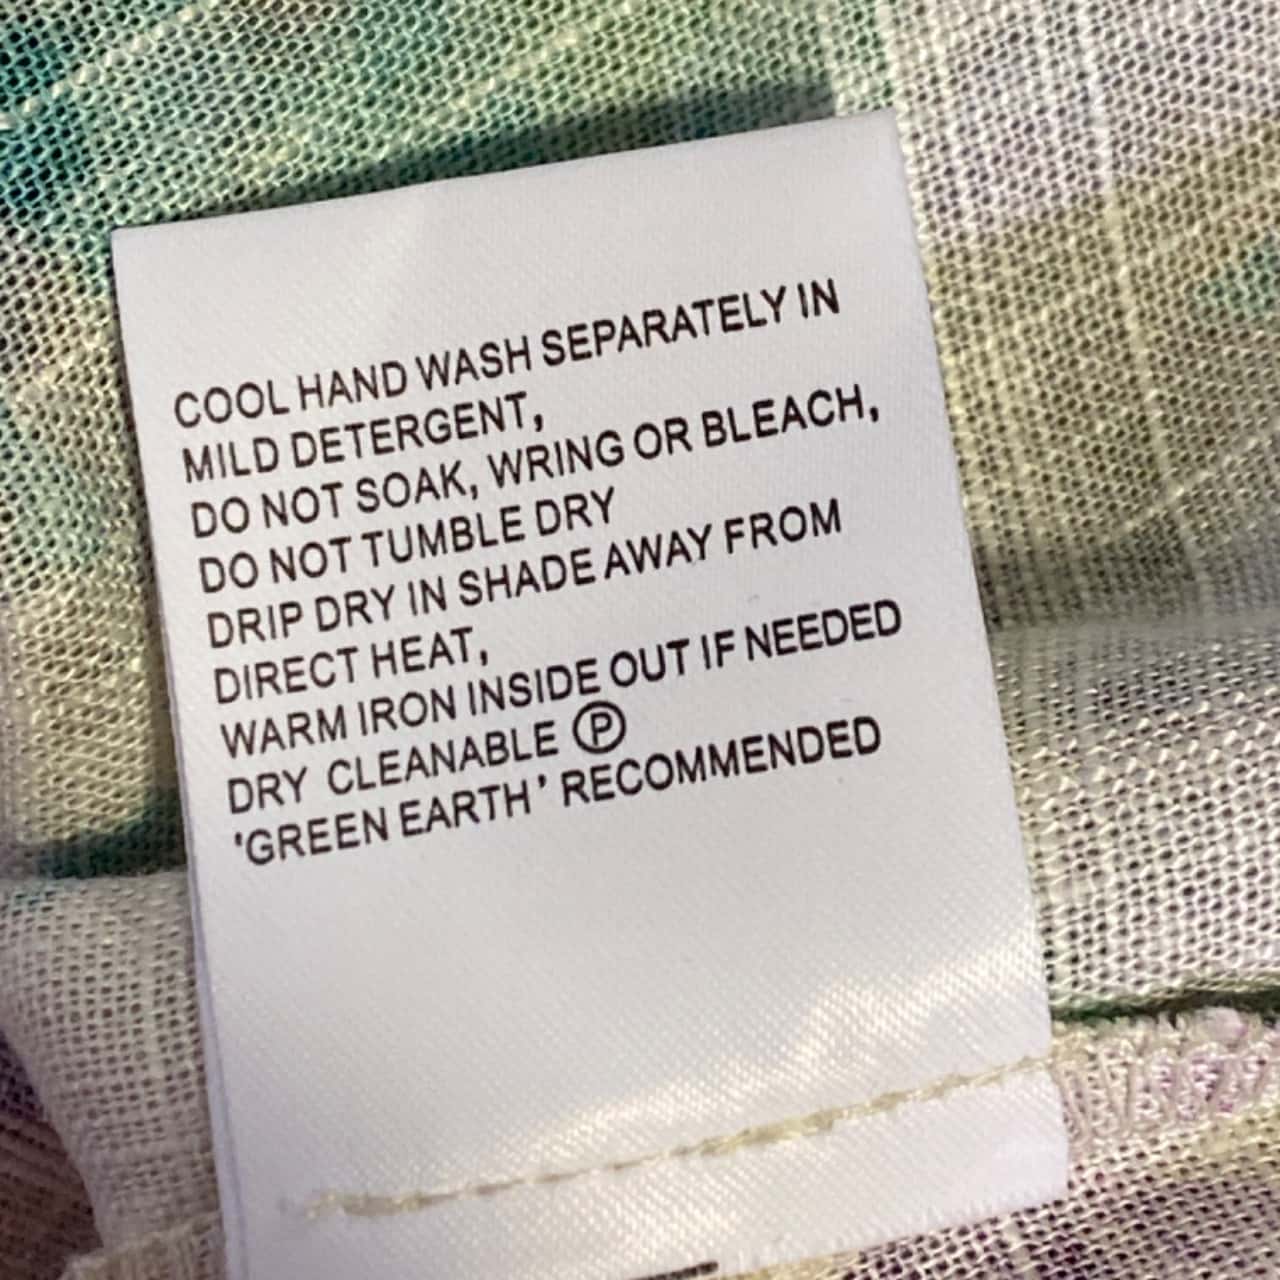 COOL HAND WASH SEPARATELY IN
MILD DETERGENT,
DO NOT SOAK, WRING OR BLEACH,
DO NOT TUMBLE DRY
DRIP DRY IN SHADE AWAY FROM
DIRECT HEAT,
WARM IRON INSIDE OUT IF NEEDED
DRY CLEANABLE Ⓟ
'GREEN EARTH' RECOMMENDED